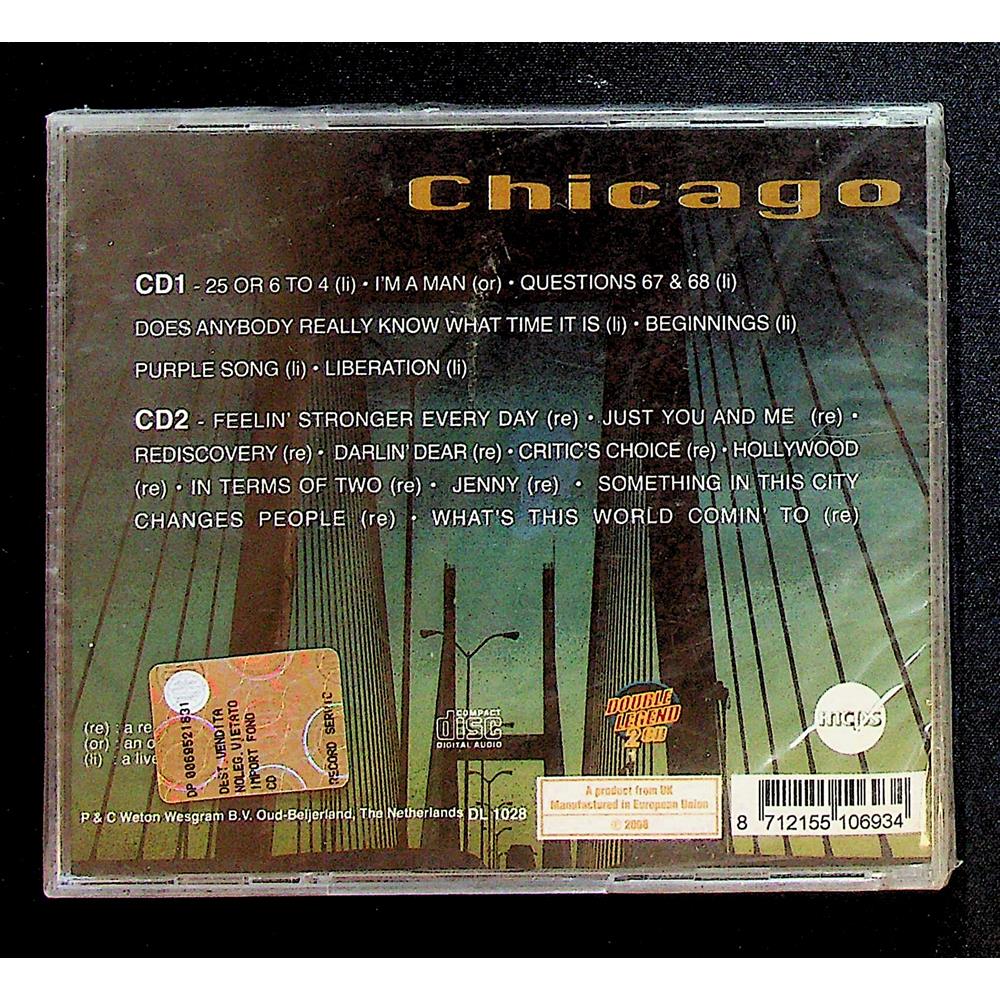 Chicago
CD1 - 25 OR 6 TO 4 (li) • I'M A MAN (or) • QUESTIONS 67 & 68 (li)
DOES ANYBODY REALLY KNOW WHAT TIME IT IS (li) • BEGINNINGS (li)
PURPLE SONG (li) • LIBERATION (li)
CD2 - FEELIN' STRONGER EVERY DAY (re) • JUST YOU AND ME (re) •
REDISCOVERY (re) • DARLIN' DEAR (re) • CRITIC'S CHOICE (re) • HOLLYWOOD
(re) • IN TERMS OF TWO (re) • JENNY (re) • SOMETHING IN THIS CITY
CHANGES PEOPLE (re) • WHAT'S THIS WORLD COMIN' TO (re)
(re) : a re
(or) : an o
(li) : a live
DP 0069521831
DEST.VENDITA
NOLEG.VIETATO
IMPORT FOND
CD
RECORD SERVIC
COMPACT
disc
DIGITAL AUDIO
DOUBLE
LEGEND
2 CD
mcps
P & C Weton Wesgram B.V. Oud-Beijerland, The Netherlands DL 1028
A product from UK
Manufactured in European Union
© 2008
8 712155 106934